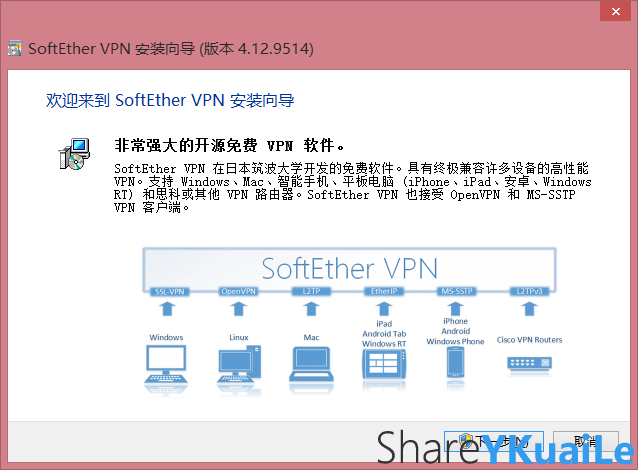 SoftEther VPN 安装向导 (版本 4.12.9514)
欢迎来到 SoftEther VPN 安装向导
非常强大的开源免费 VPN 软件。
SoftEther VPN 在日本筑波大学开发的免费软件。具有终极兼容许多设备的高性能
VPN。支持 Windows、Mac、智能手机、平板电脑 (iPhone、iPad、安卓、Windows
RT) 和思科或其他 VPN 路由器。SoftEther VPN 也接受 OpenVPN 和 MS-SSTP
VPN 客户端。
SoftEther VPN
SSL-VPN OpenVPN L2TP EtherIP MS-SSTP L2TPv3
Windows Linux Mac iPad Android Tab Windows RT iPhone Android Windows Phone Cisco VPN Routers
下一步(N) 取消
ShareYKuaiLe